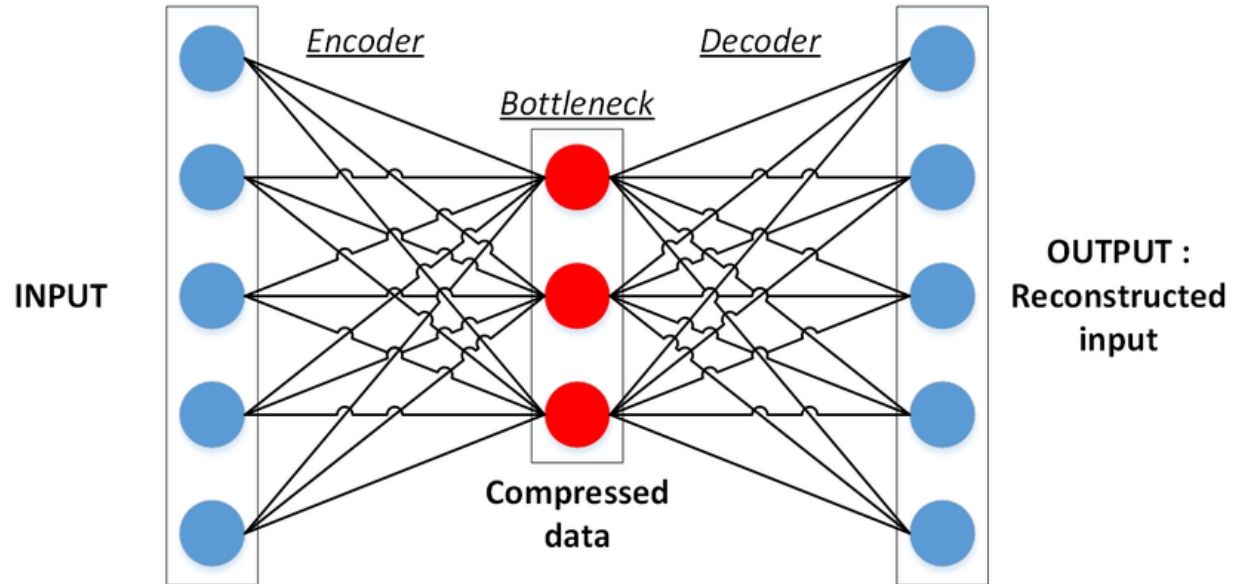 Encoder
Decoder
Bottleneck
INPUT
OUTPUT :
Reconstructed
input
Compressed
data